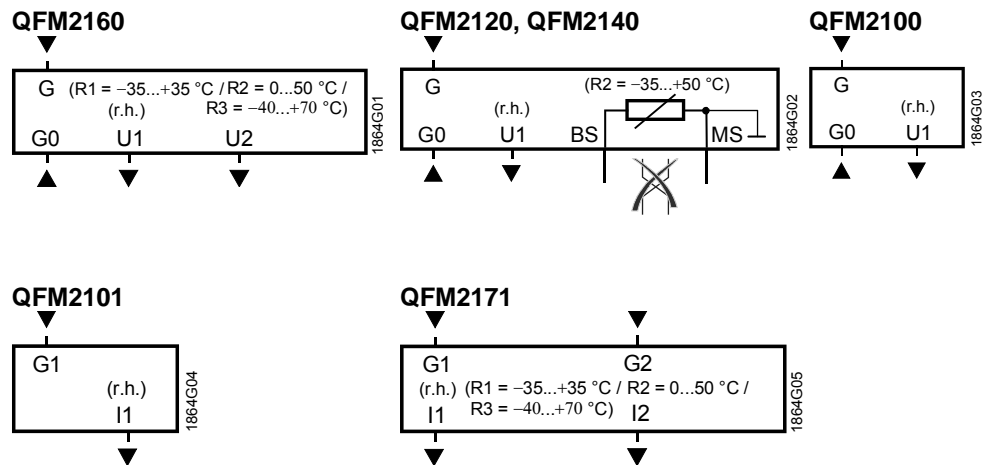 QFM2160
G (R1 = −35...+35 °C / R2 = 0...50 °C /
(r.h.) R3 = −40...+70 °C)
G0 U1 U2
1864G01
QFM2120, QFM2140
G (R2 = −35...+50 °C)
(r.h.)
G0 U1 BS MS
1864G02
QFM2100
G
(r.h.)
G0 U1
1864G03
QFM2101
G1
(r.h.)
I1
1864G04
QFM2171
G1 G2
(r.h.) (R1 = −35...+35 °C / R2 = 0...50 °C /
R3 = −40...+70 °C)
I1 I2
1864G05